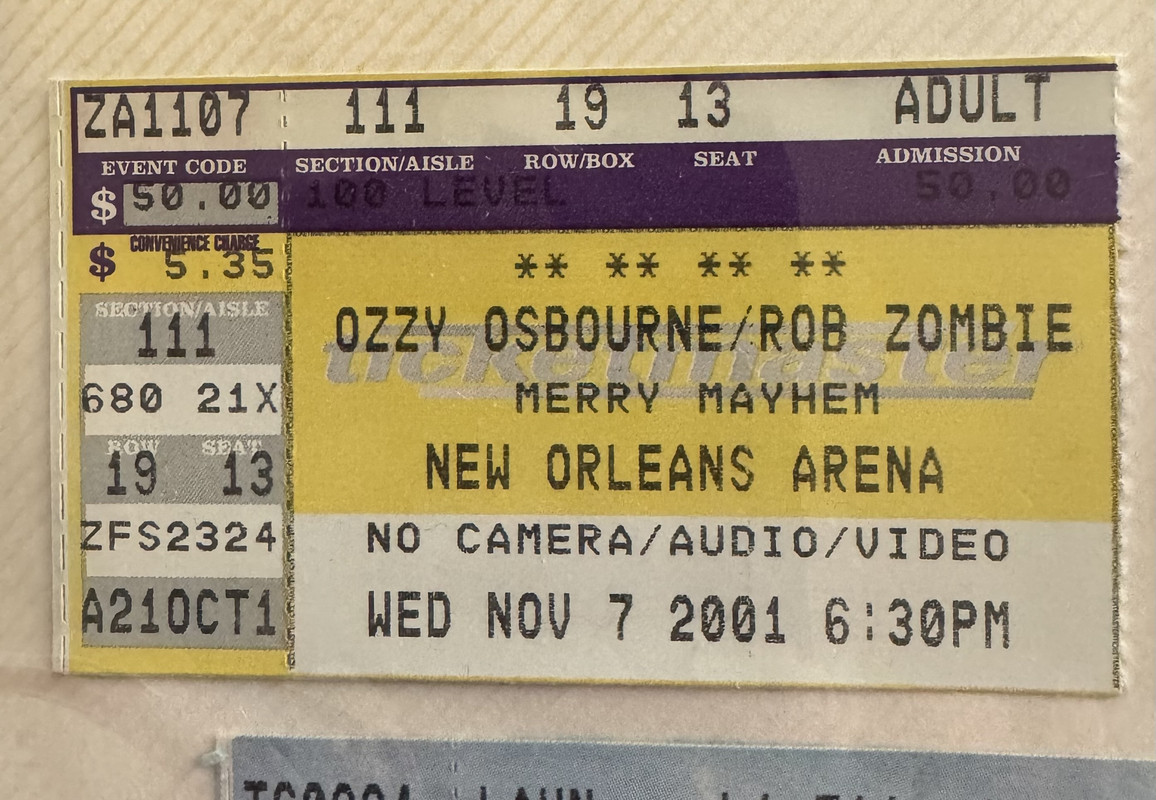 ZA1107 111 19 13 ADULT
EVENT CODE SECTION/AISLE ROW/BOX SEAT ADMISSION
$ 50.00 100 LEVEL 50.00
CONVENIENCE CHARGE
$ 5.35
** ** ** **
SECTION/AISLE
111
OZZY OSBOURNE/ROB ZOMBIE
ticketmaster
680 21X
MERRY MAYHEM
ROW SEAT
19 13
NEW ORLEANS ARENA
ZFS2324
NO CAMERA/AUDIO/VIDEO
A21OCT1
WED NOV 7 2001 6:30PM